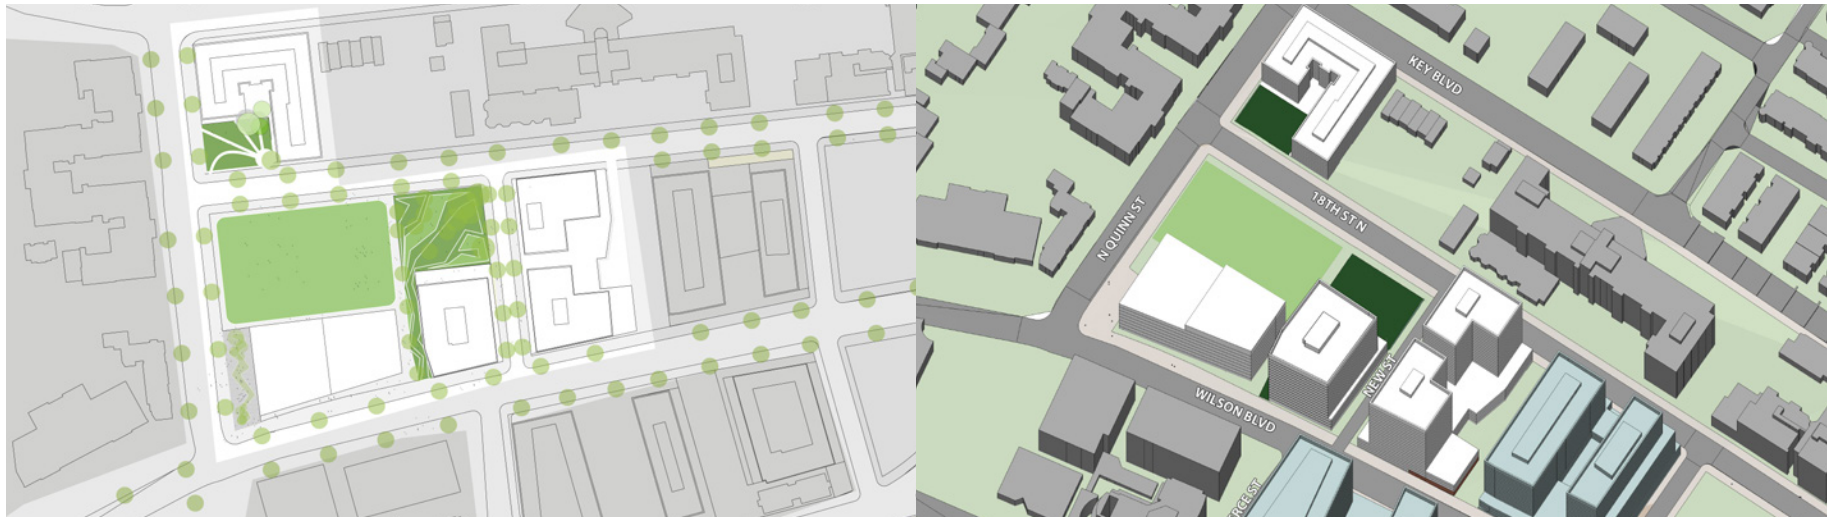 KEY BLVD
18TH ST N
N QUINN ST
NEW ST
WILSON BLVD